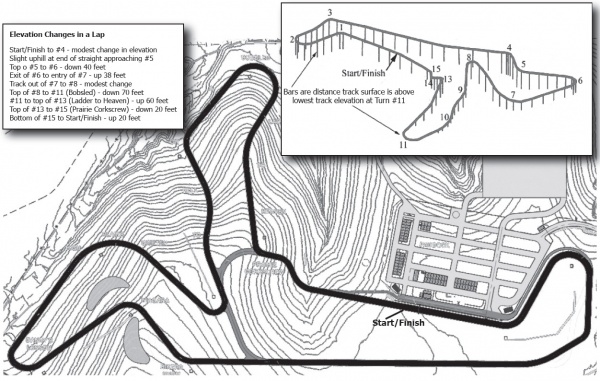 Elevation Changes in a Lap
Start/Finish to #4 - modest change in elevation
Slight uphill at end of straight approaching #5
Top o #5 to #6 - down 40 feet
Exit of #6 to entry of #7 - up 38 feet
Track out of #7 to #8 - modest change
Top of #8 to #11 (Bobsled) - down 70 feet
#11 to top of #13 (Ladder to Heaven) - up 60 feet
Top of #13 to #15 (Prairie Corkscrew) - down 20 feet
Bottom of #15 to Start/Finish - up 20 feet
3
2
1
4
5
6
7
8
9
10
11
15
14
13
Start/Finish
Bars are distance track surface is above
lowest track elevation at Turn #11
Start/Finish